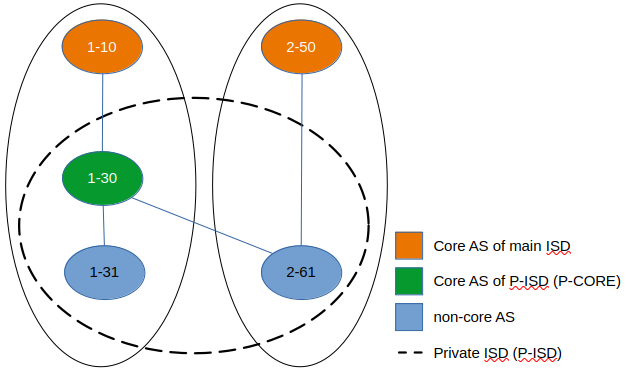 1-10
2-50
1-30
1-31
2-61
Core AS of main ISD
Core AS of P-ISD (P-CORE)
non-core AS
Private ISD (P-ISD)